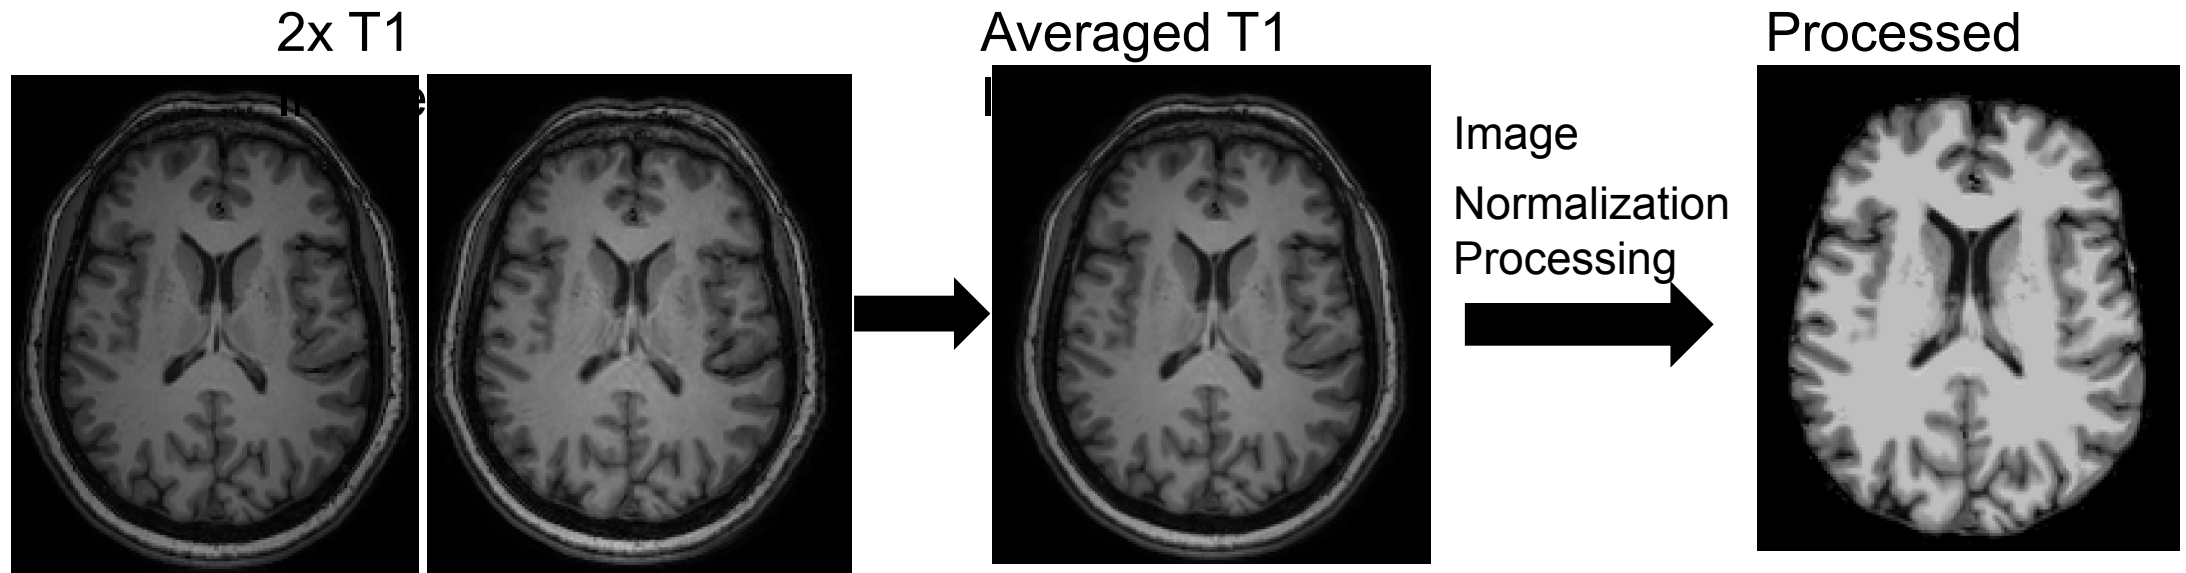 2x T1
Averaged T1
Processed
Image
Normalization
Processing